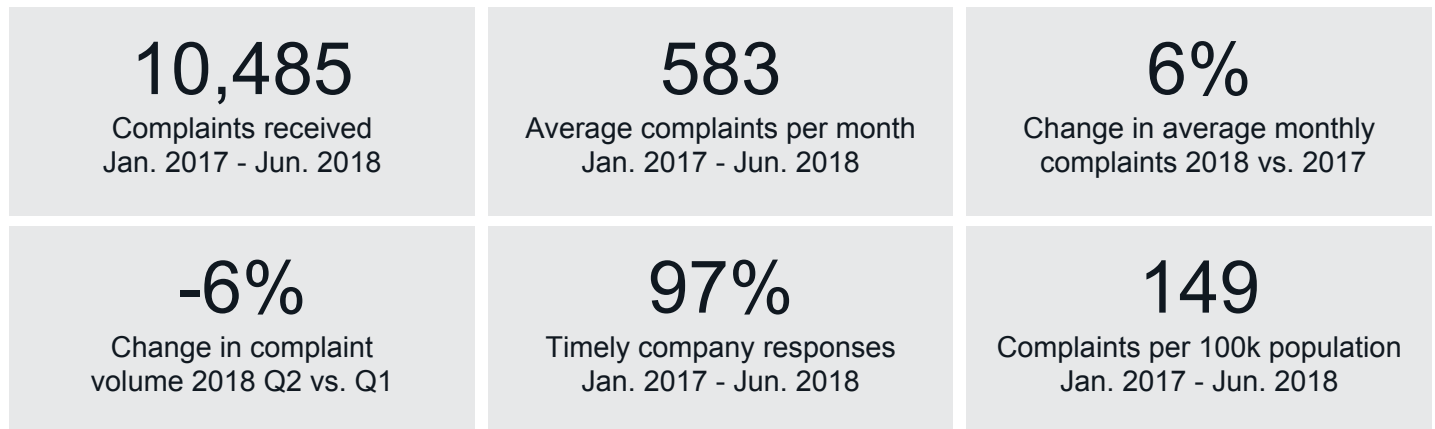 10,485
Complaints received
Jan. 2017 - Jun. 2018
583
Average complaints per month
Jan. 2017 - Jun. 2018
6%
Change in average monthly
complaints 2018 vs. 2017
-6%
Change in complaint
volume 2018 Q2 vs. Q1
97%
Timely company responses
Jan. 2017 - Jun. 2018
149
Complaints per 100k population
Jan. 2017 - Jun. 2018